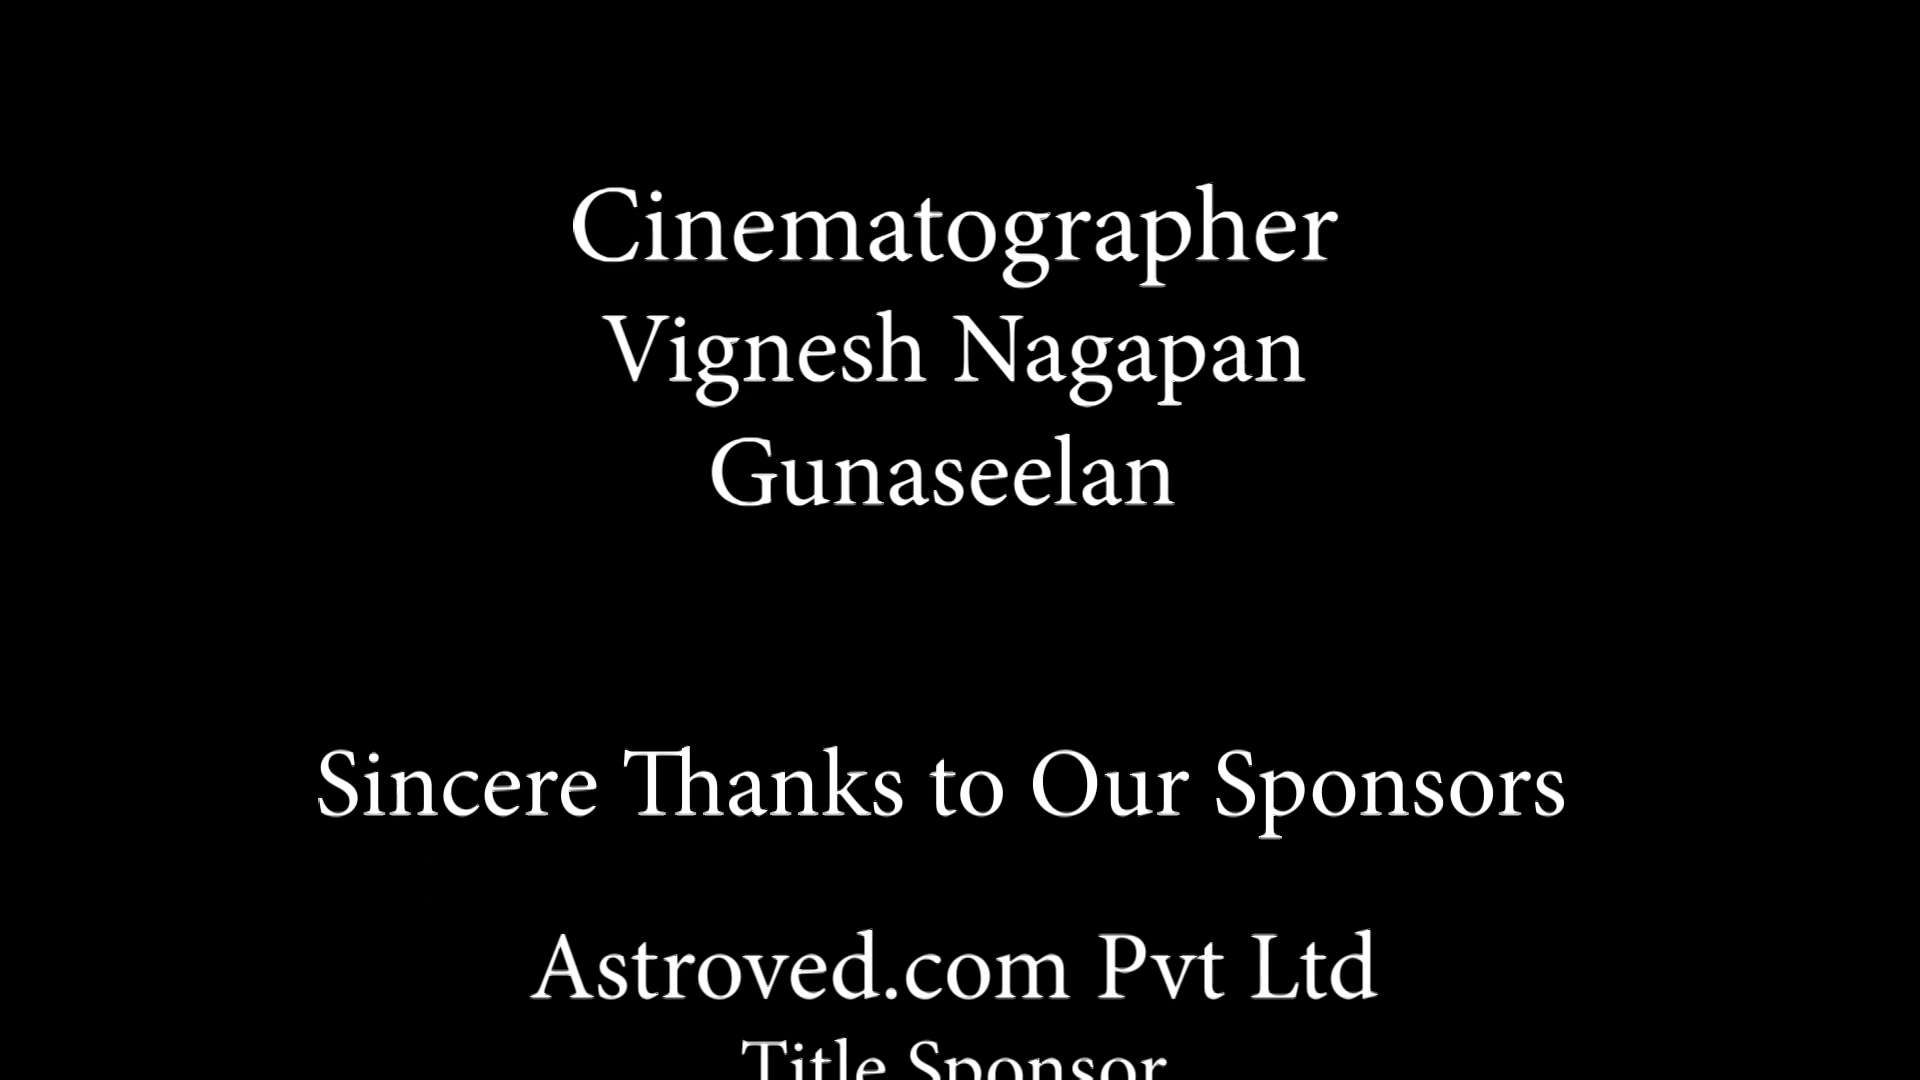 Cinematographer
Vignesh Nagapan
Gunaseelan
Sincere Thanks to Our Sponsors
Astroved.com Pvt Ltd
Title Sponsor